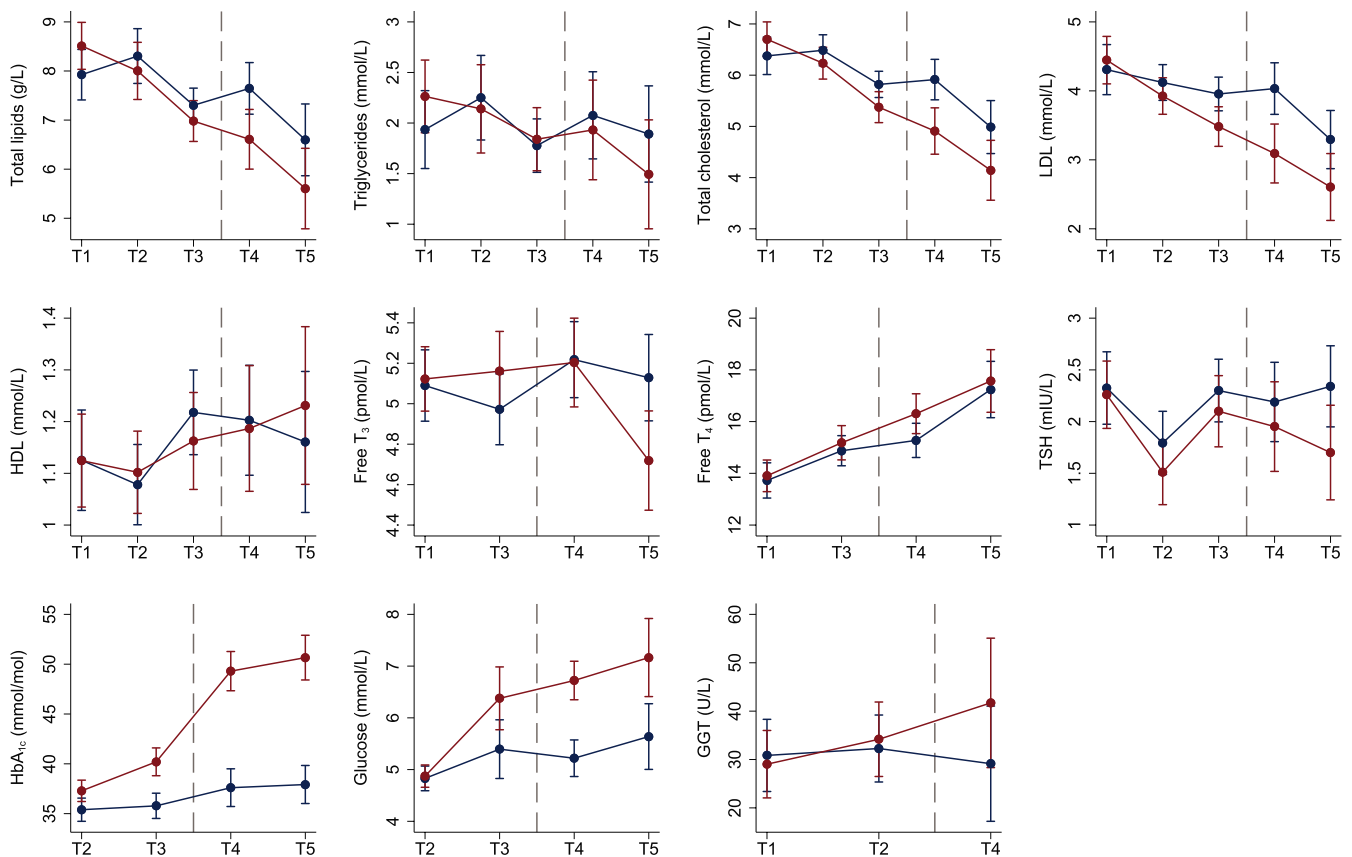 Total lipids (g/L)
9
8
7
6
5
T1 T2 T3 T4 T5
Triglycerides (mmol/L)
3
2.5
2
1.5
1
T1 T2 T3 T4 T5
Total cholesterol (mmol/L)
7
6
5
4
3
T1 T2 T3 T4 T5
LDL (mmol/L)
5
4
3
2
T1 T2 T3 T4 T5
HDL (mmol/L)
1.4
1.3
1.2
1.1
1
T1 T2 T3 T4 T5
Free T₃ (pmol/L)
5.4
5.2
5
4.8
4.6
4.4
T1 T3 T4 T5
Free T₄ (pmol/L)
20
18
16
14
12
T1 T3 T4 T5
TSH (mIU/L)
3
2.5
2
1.5
1
T1 T2 T3 T4 T5
HbA₁c (mmol/mol)
55
50
45
40
35
T2 T3 T4 T5
Glucose (mmol/L)
8
7
6
5
4
T2 T3 T4 T5
GGT (U/L)
60
50
40
30
20
T1 T2 T4